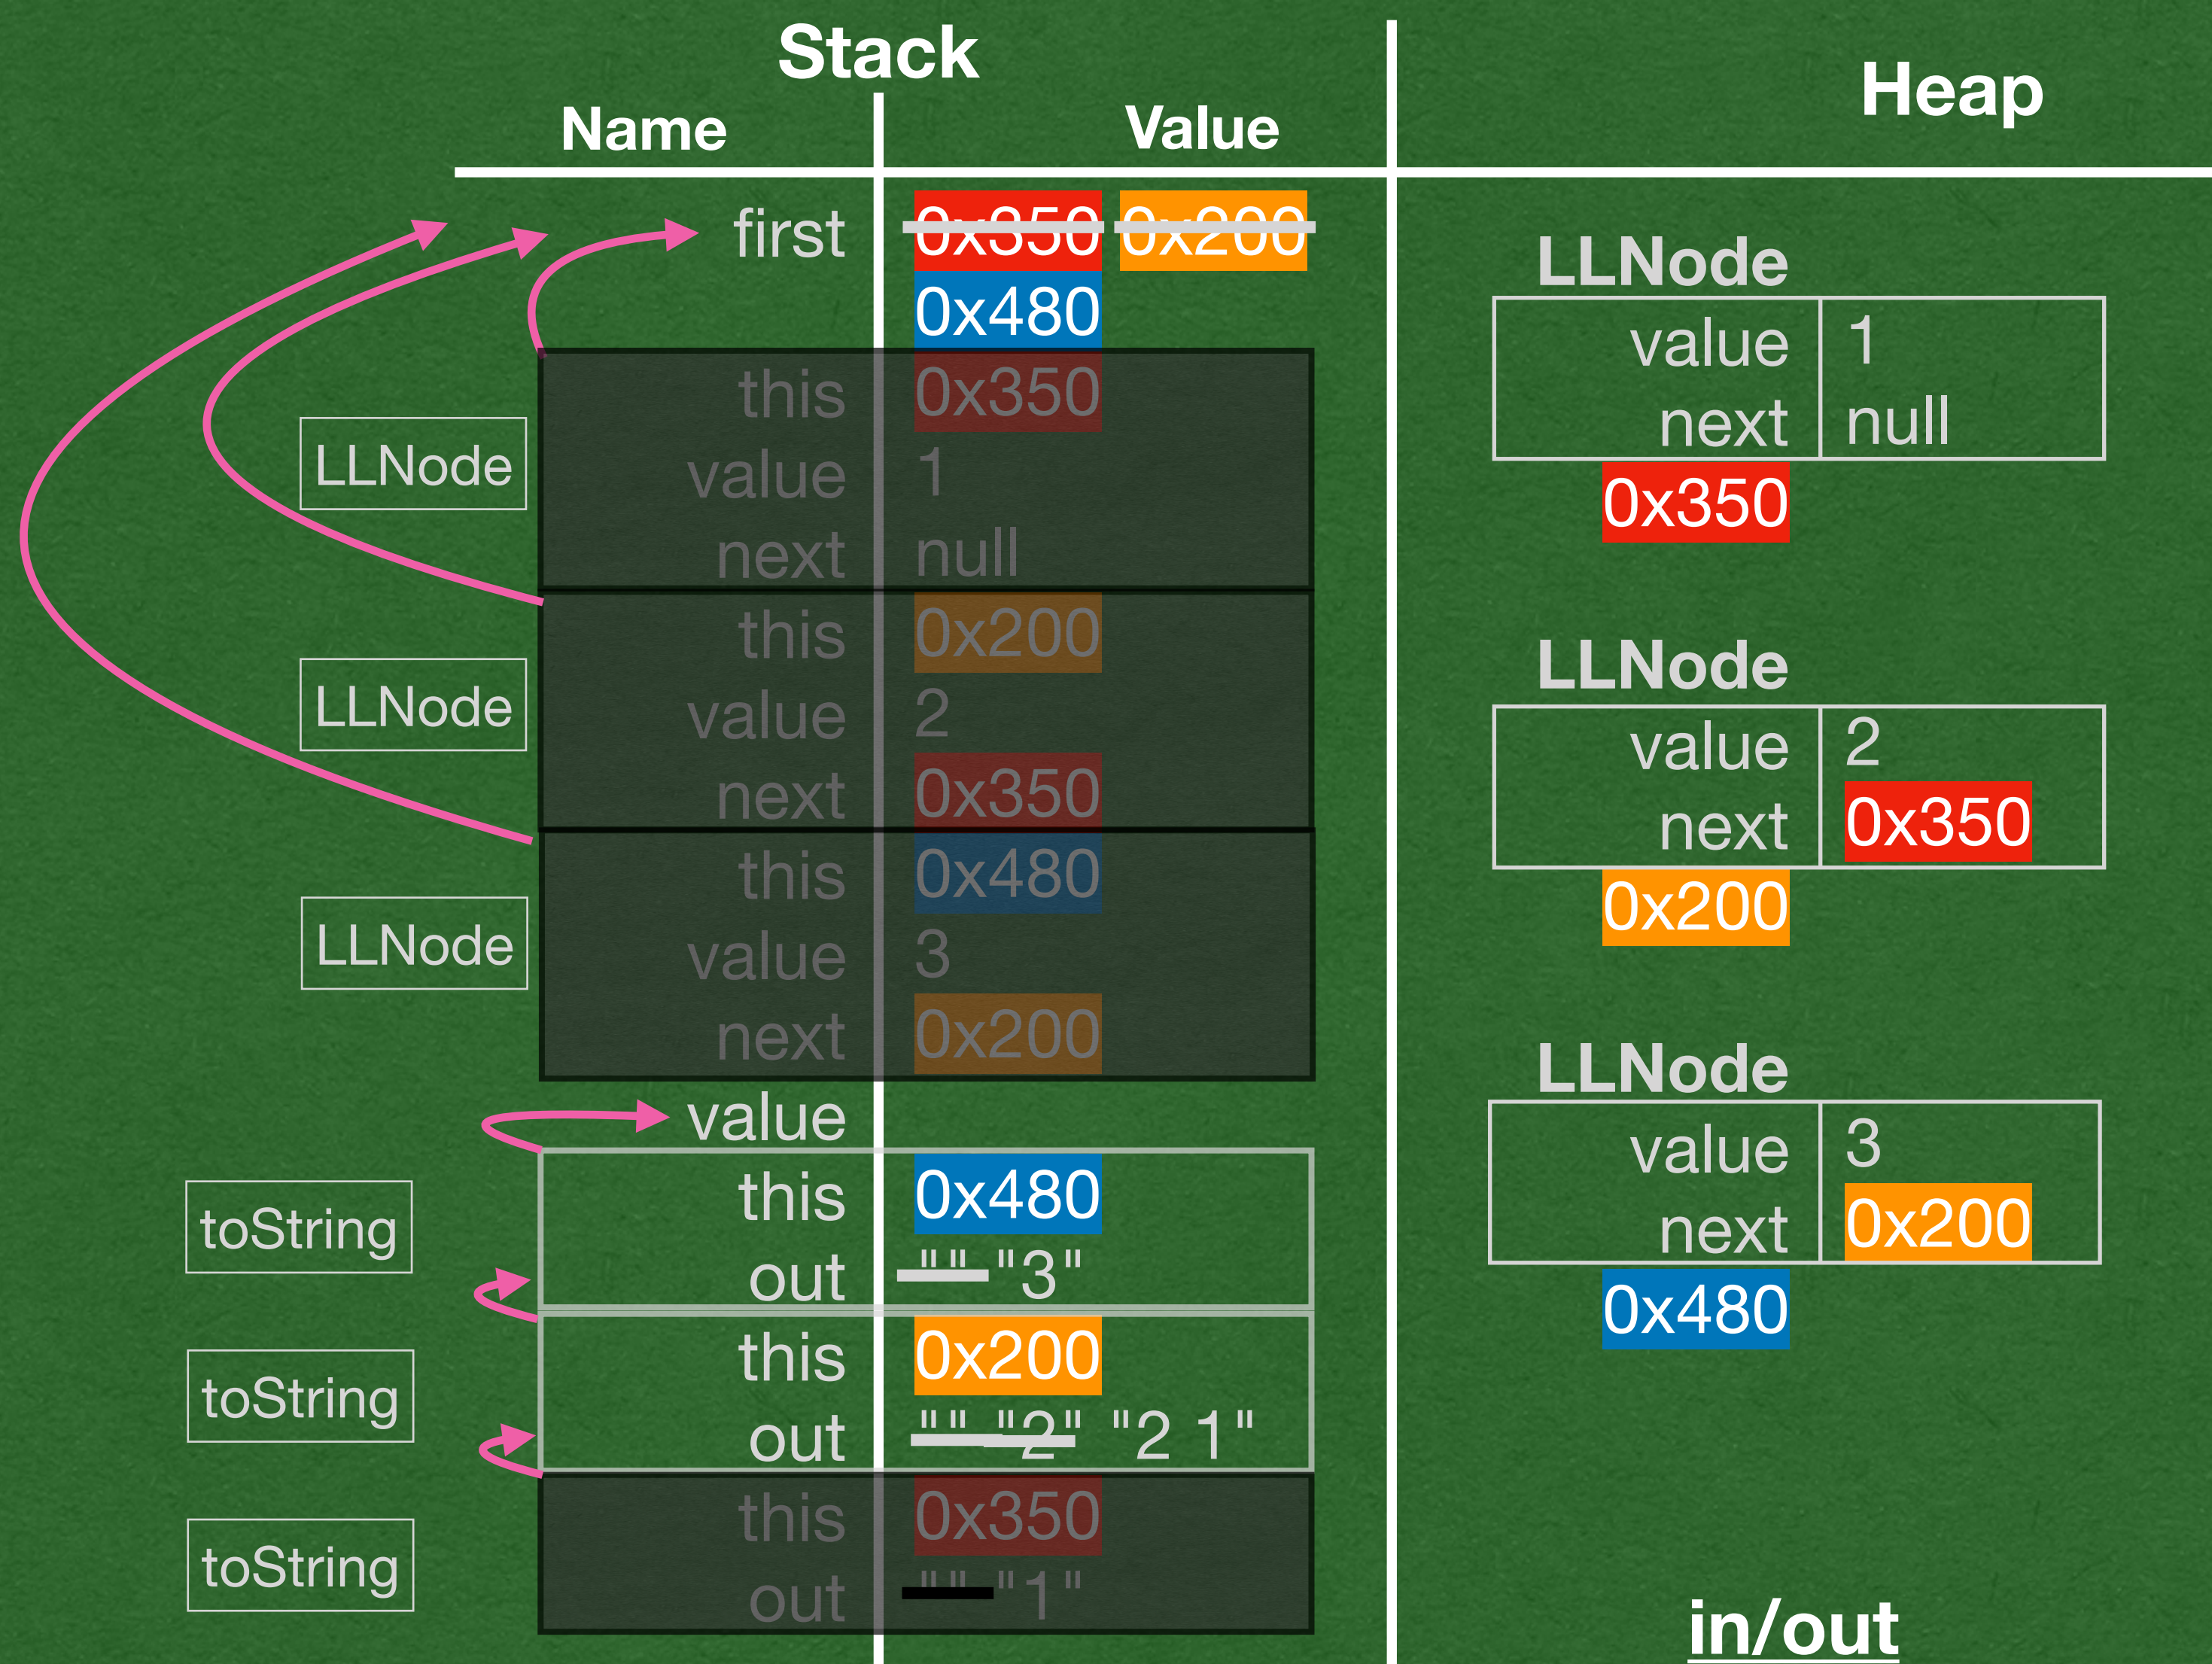 Stack
Heap
Name Value
first 0x350 0x200
0x480
this 0x350
LLNode value 1
next null
this 0x200
LLNode value 2
next 0x350
this 0x480
LLNode value 3
next 0x200
value
this 0x480
toString
out "" "3"
this 0x200
toString
out "" "2" "2 1"
this 0x350
toString
out "" "1"
LLNode
value 1
next null
0x350
LLNode
value 2
next 0x350
0x200
LLNode
value 3
next 0x200
0x480
in/out